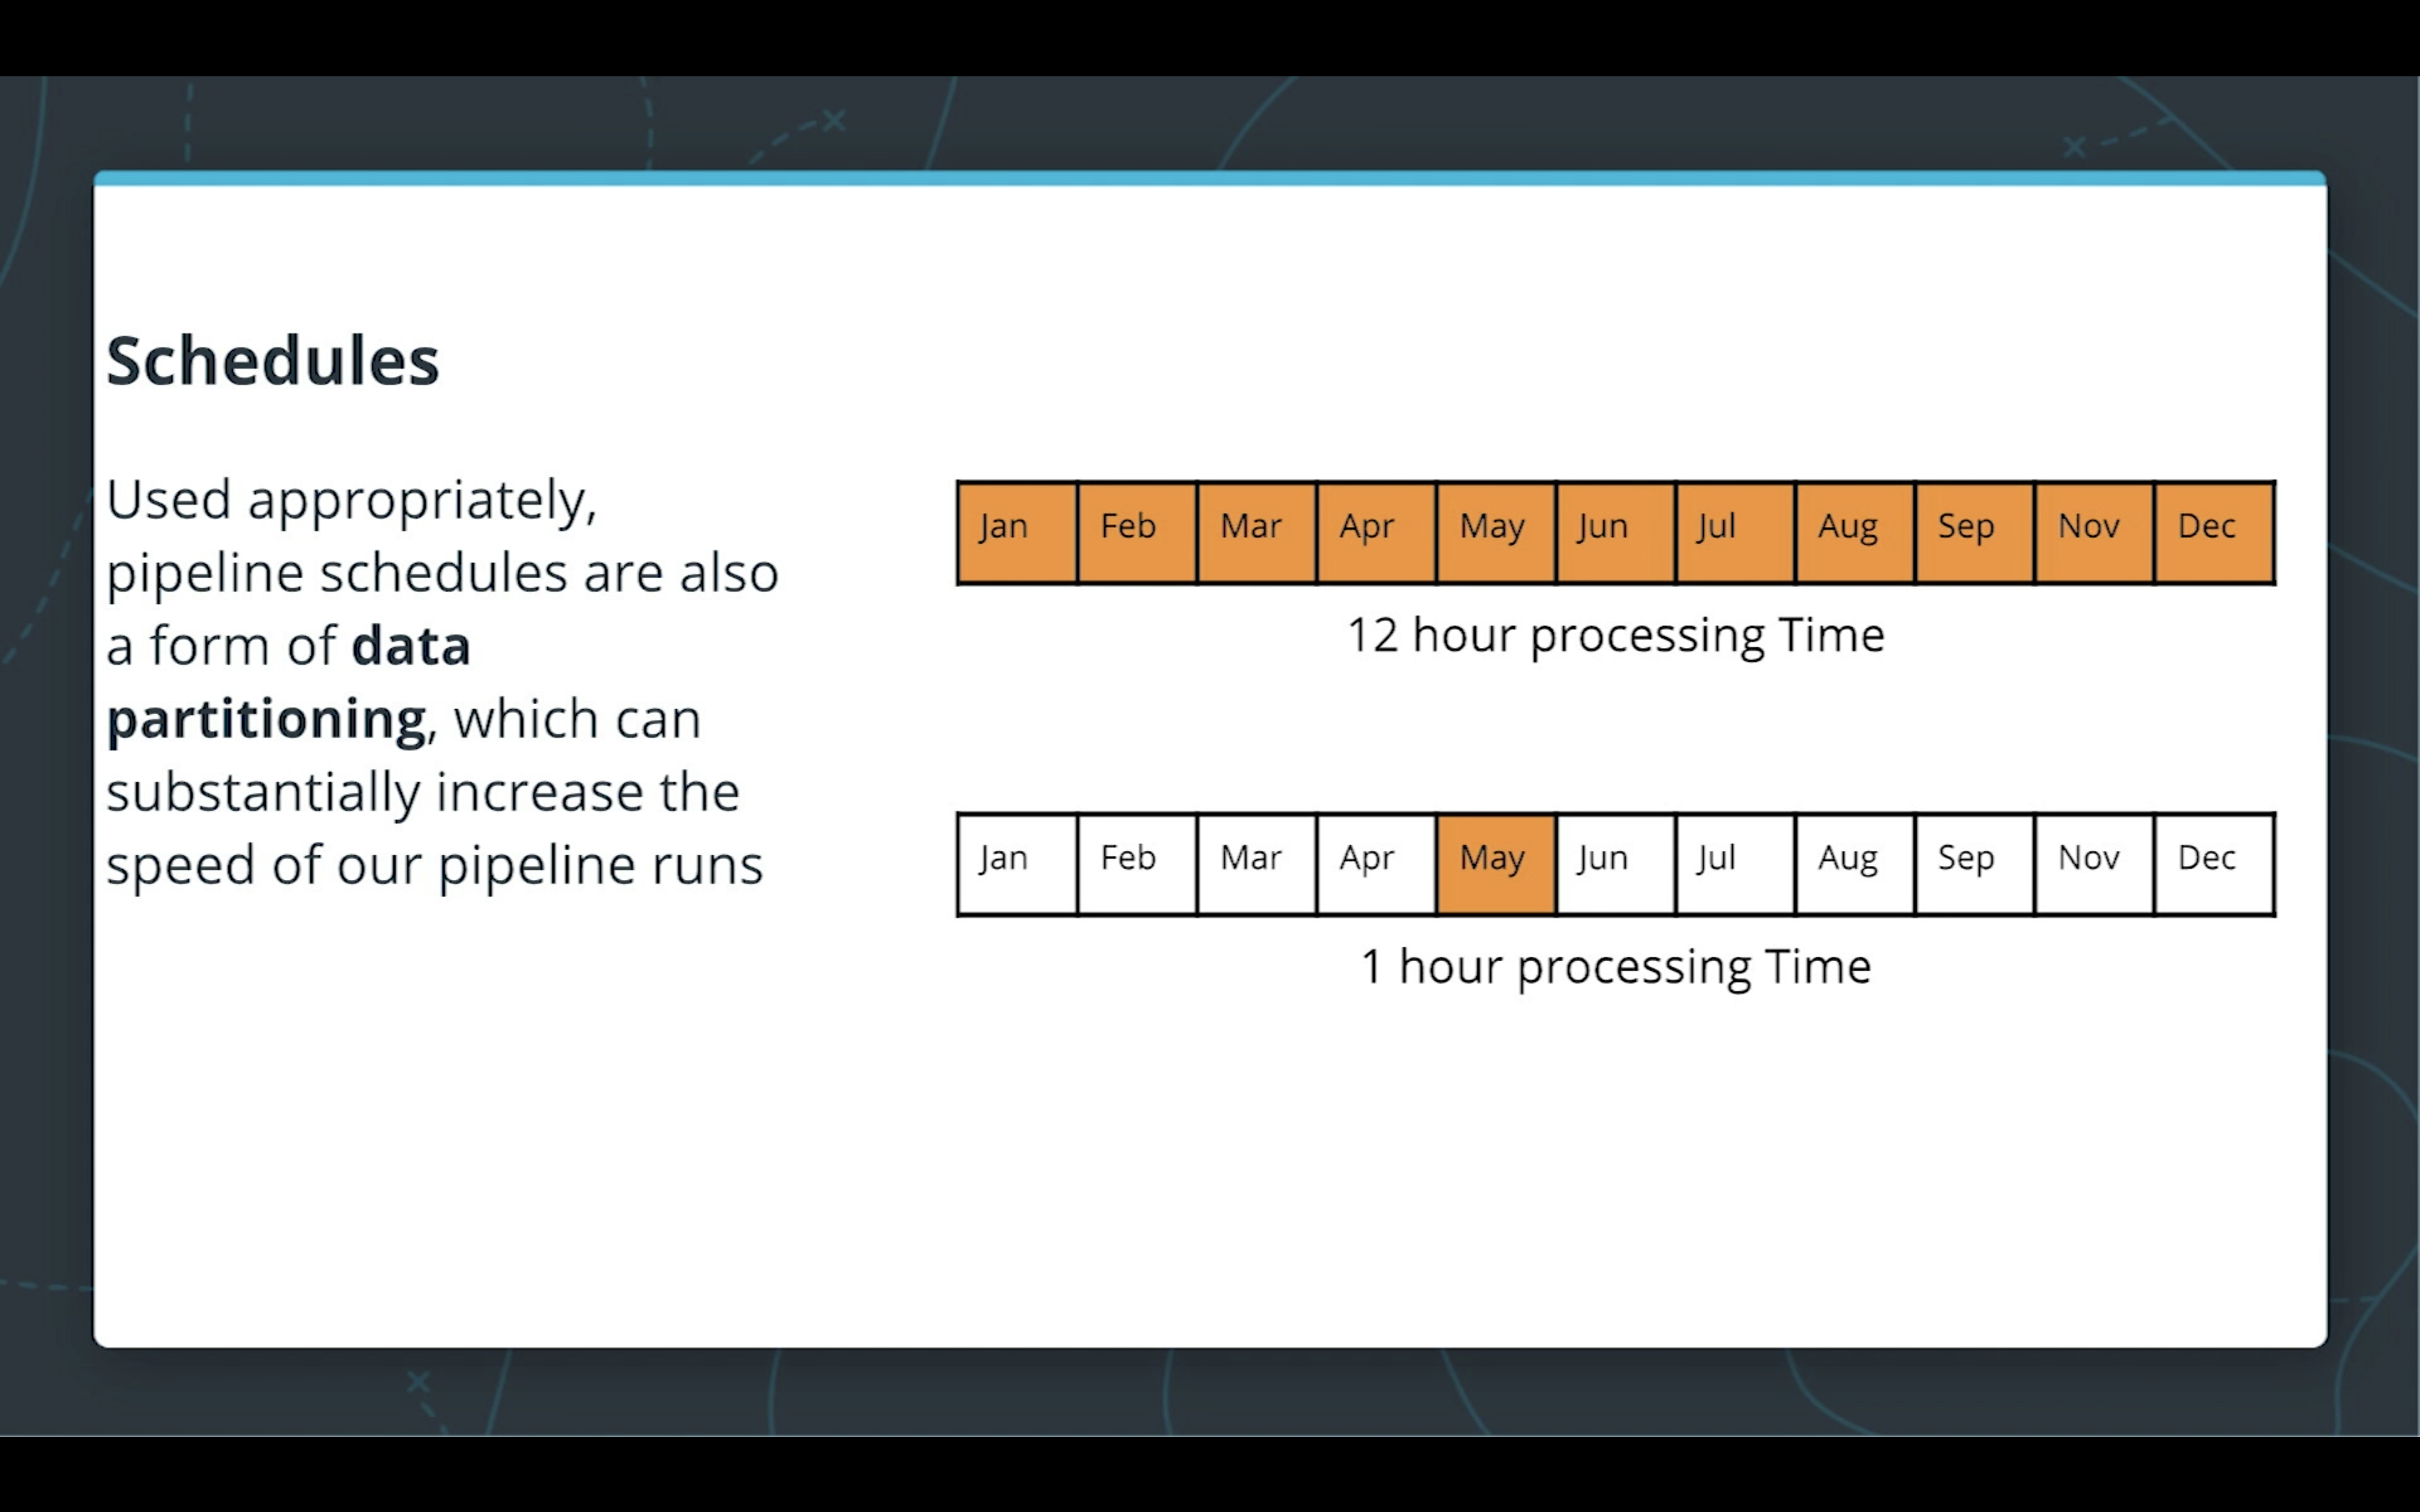 Schedules
Used appropriately,
pipeline schedules are also
a form of data
partitioning, which can
substantially increase the
speed of our pipeline runs
Jan Feb Mar Apr May Jun Jul Aug Sep Nov Dec
12 hour processing Time
Jan Feb Mar Apr May Jun Jul Aug Sep Nov Dec
1 hour processing Time